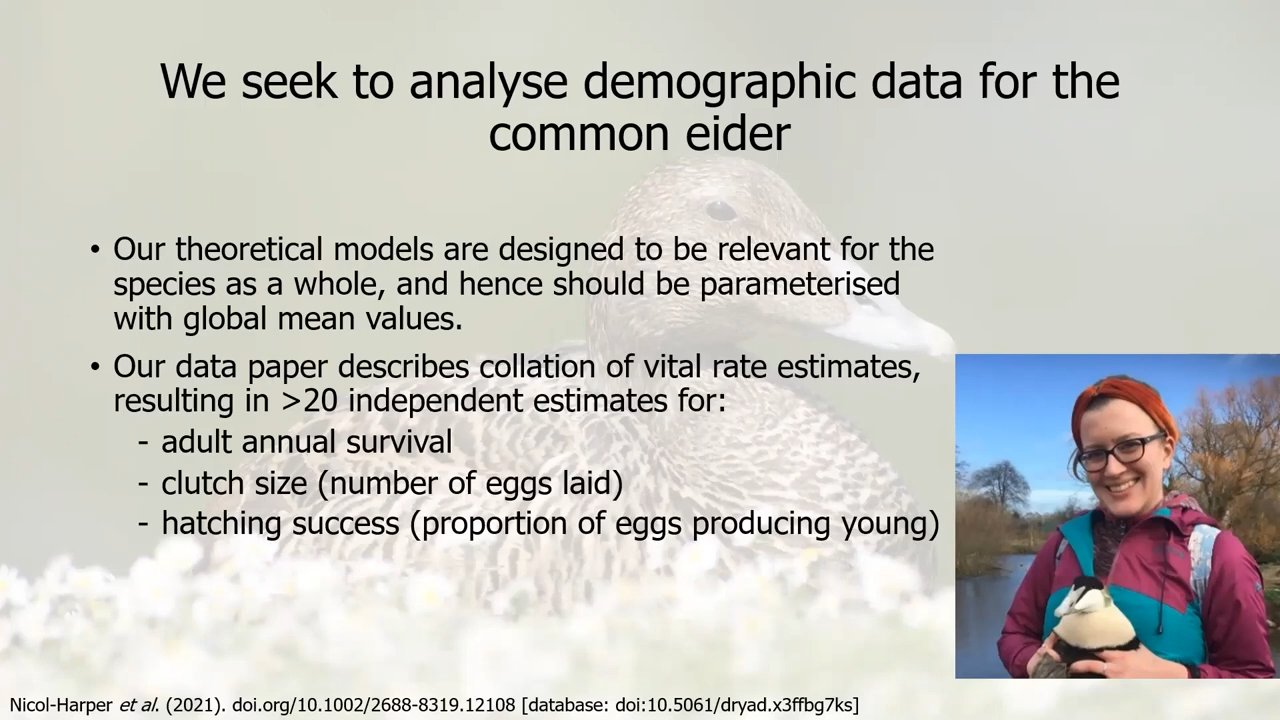 We seek to analyse demographic data for the
common eider
• Our theoretical models are designed to be relevant for the
species as a whole, and hence should be parameterised
with global mean values.
• Our data paper describes collation of vital rate estimates,
resulting in >20 independent estimates for:
- adult annual survival
- clutch size (number of eggs laid)
- hatching success (proportion of eggs producing young)
Nicol-Harper et al. (2021). doi.org/10.1002/2688-8319.12108 [database: doi:10.5061/dryad.x3ffbg7ks]